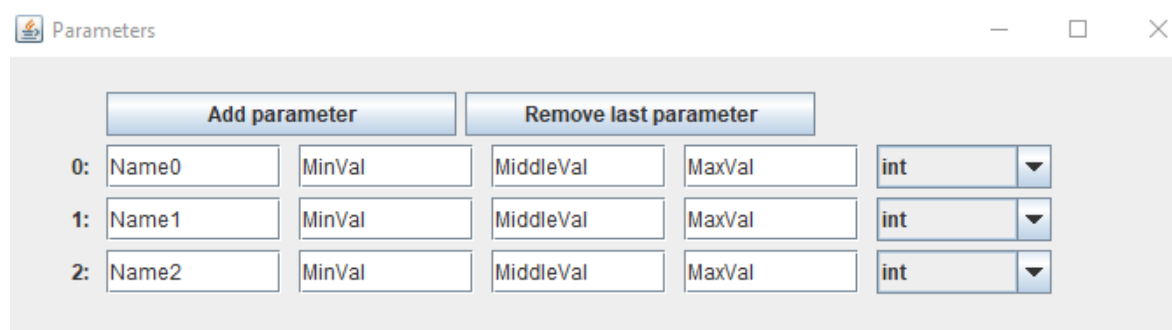 Parameters
Add parameter Remove last parameter
0: Name0 MinVal MiddleVal MaxVal int
1: Name1 MinVal MiddleVal MaxVal int
2: Name2 MinVal MiddleVal MaxVal int